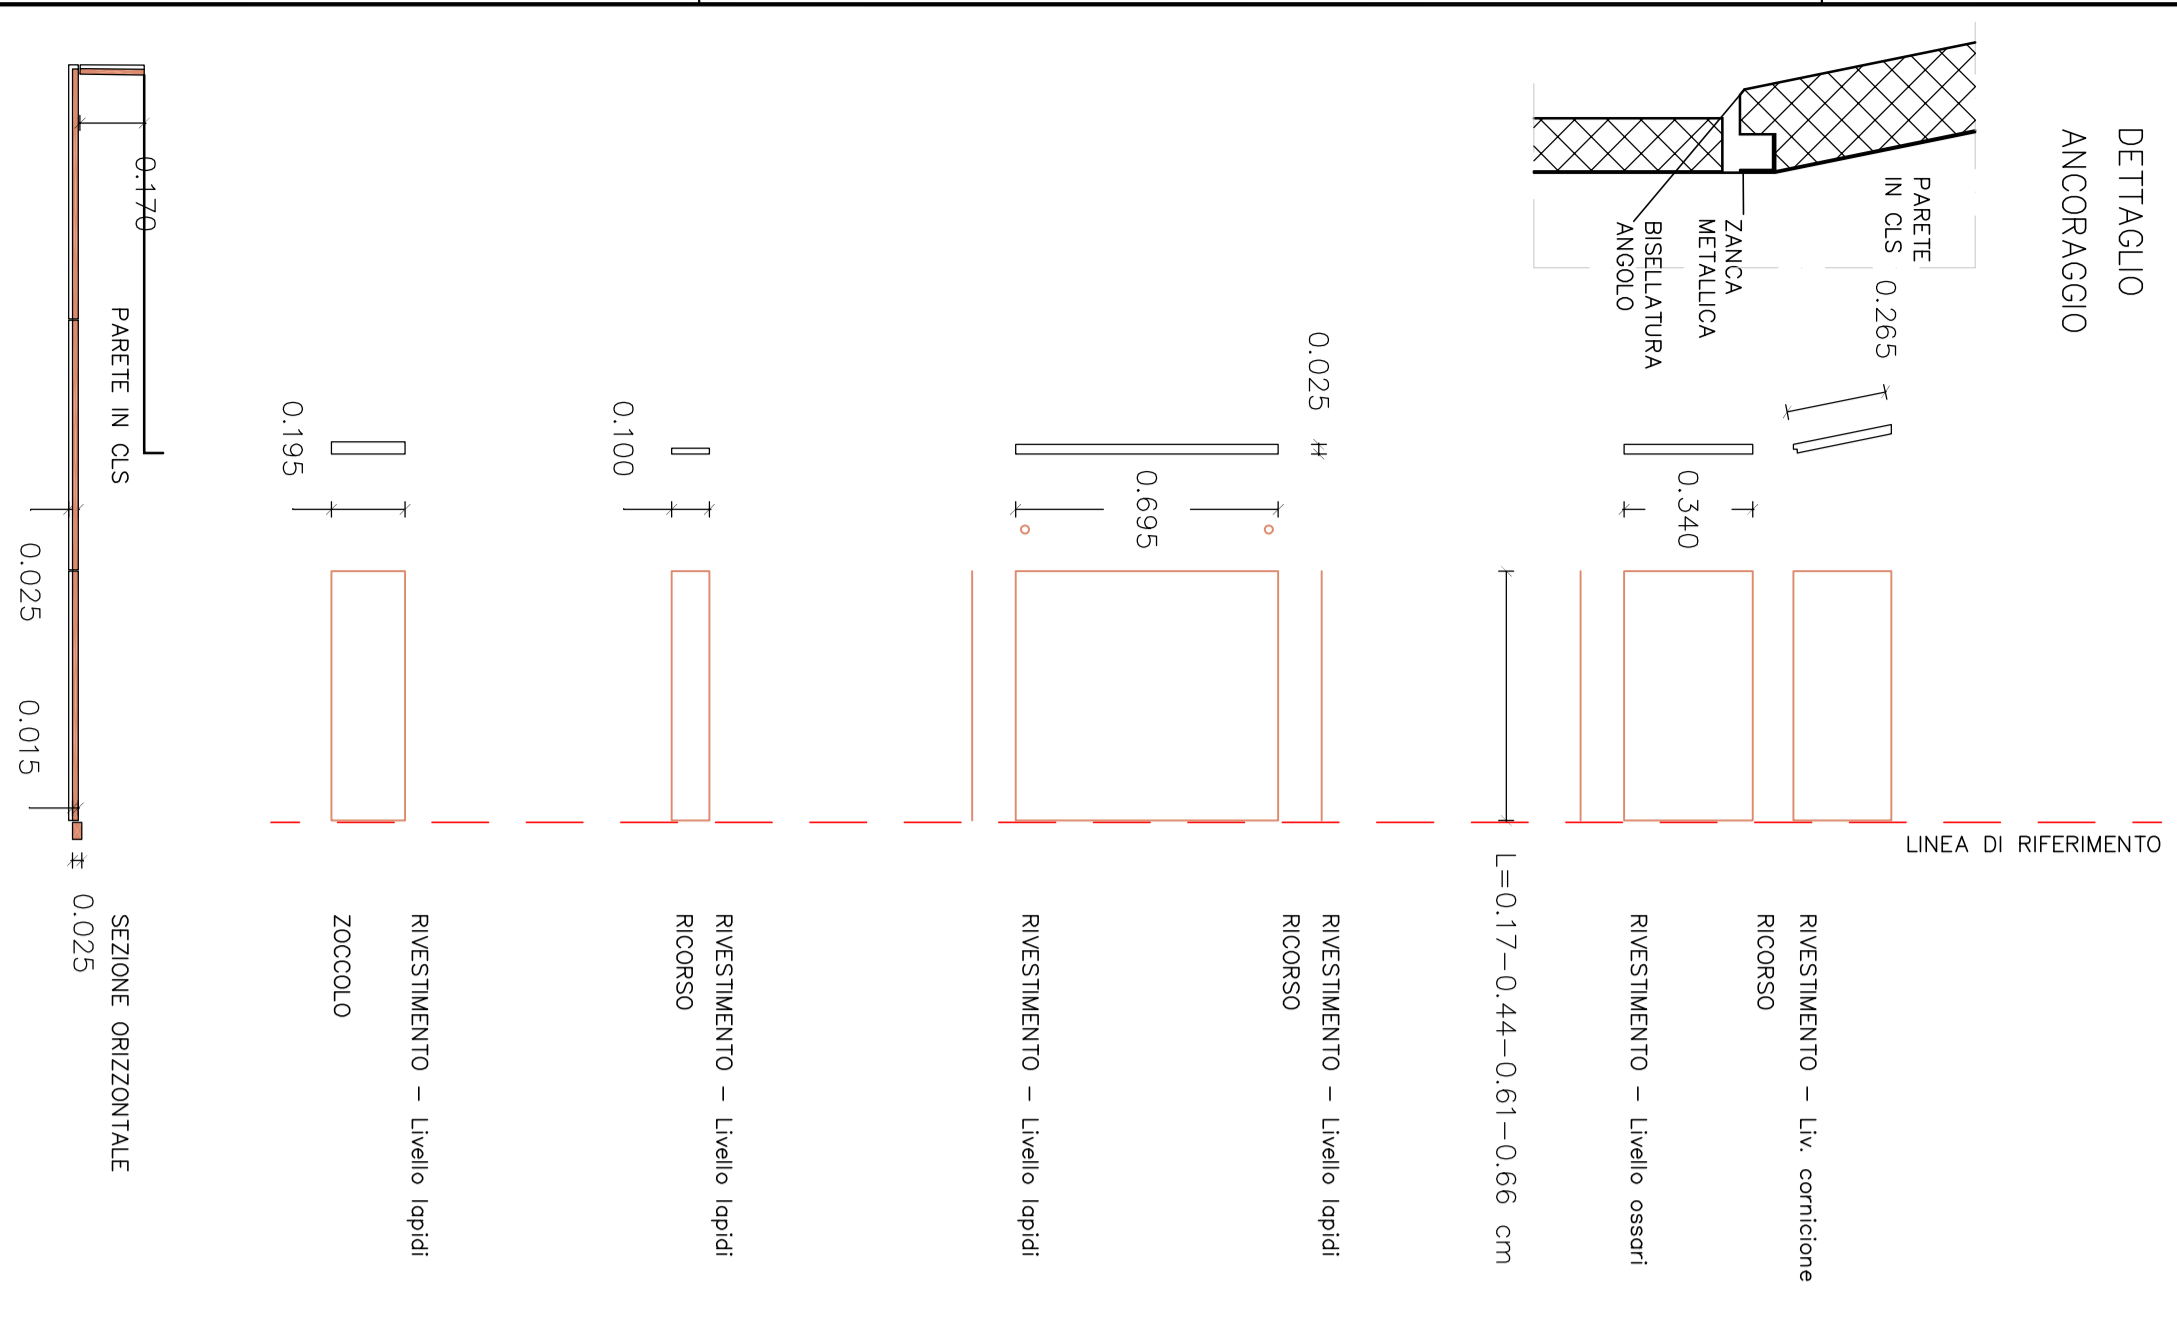 DETTAGLIO
ANCORAGGIO
PARETE
IN CLS
0.265
ZANCA
METALLICA
BISELLATURA
ANGOLO
0.340
0.025
0.695
0.100
0.195
0.170
PARETE IN CLS
0.025
0.015
0.025
LINEA DI RIFERIMENTO
RIVESTIMENTO – Liv. cornicione
RICORSO
RIVESTIMENTO – Livello ossari
L=0.17–0.44–0.61–0.66 cm
RIVESTIMENTO – Livello lapidi
RICORSO
RIVESTIMENTO – Livello lapidi
RIVESTIMENTO – Livello lapidi
RICORSO
RIVESTIMENTO – Livello lapidi
ZOCCOLO
SEZIONE ORIZZONTALE